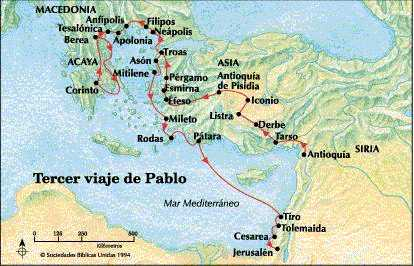 MACEDONIA
Anfípolis
Filipos
Tesalónica
Neápolis
Berea
Apolonia
Troas
ACAYA
Asón
Mitilene
ASIA
Pérgamo
Antioquía
de Pisidia
Esmirna
Corinto
Efeso
Iconio
Listra
Derbe
Mileto
Tarso
SIRIA
Rodas
Pátara
Antioquía
Tercer viaje de Pablo
Mar Mediterráneo
Tiro
Tolemaida
Cesarea
Jerusalén
0 125 250 500
Kilómetros
© Sociedades Bíblicas Unidas 1994